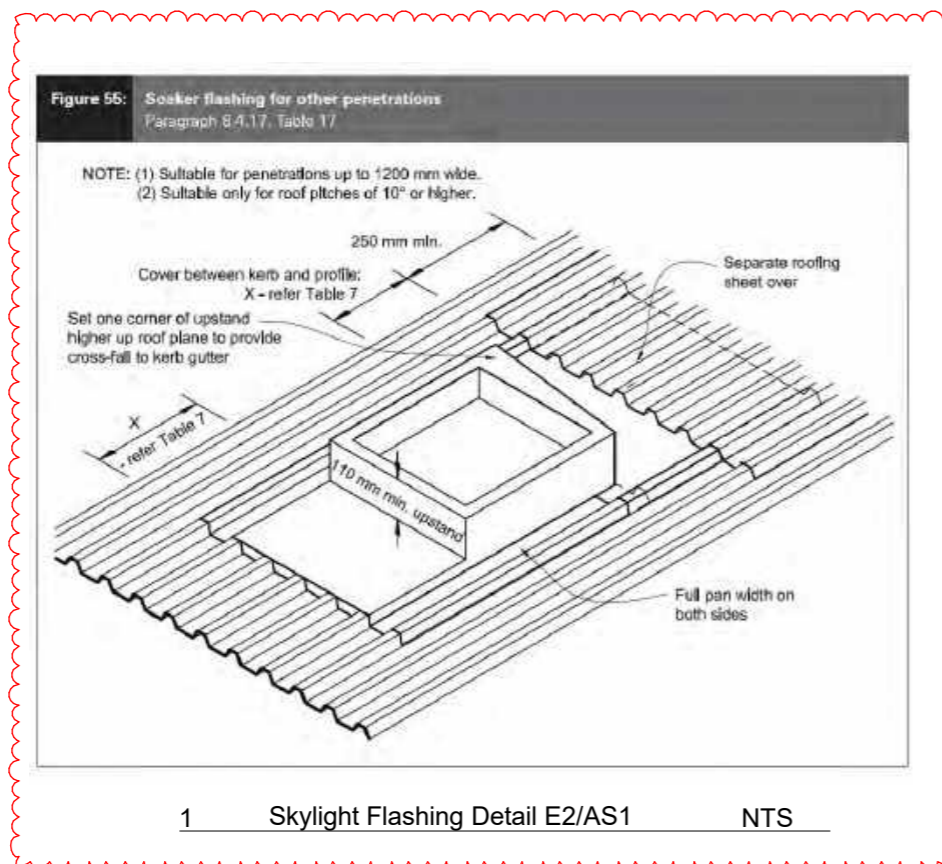 Figure 55: Soaker flashing for other penetrations
Paragraph 8.4.17, Table 17
NOTE: (1) Suitable for penetrations up to 1200 mm wide.
(2) Suitable only for roof pitches of 10° or higher.
250 mm min.
Cover between kerb and profile:
X - refer Table 7
Separate roofing
sheet over
Set one corner of upstand
higher up roof plane to provide
cross-fall to kerb gutter
X
- refer Table 7
110 mm min. upstand
Full pan width on
both sides
1 Skylight Flashing Detail E2/AS1 NTS